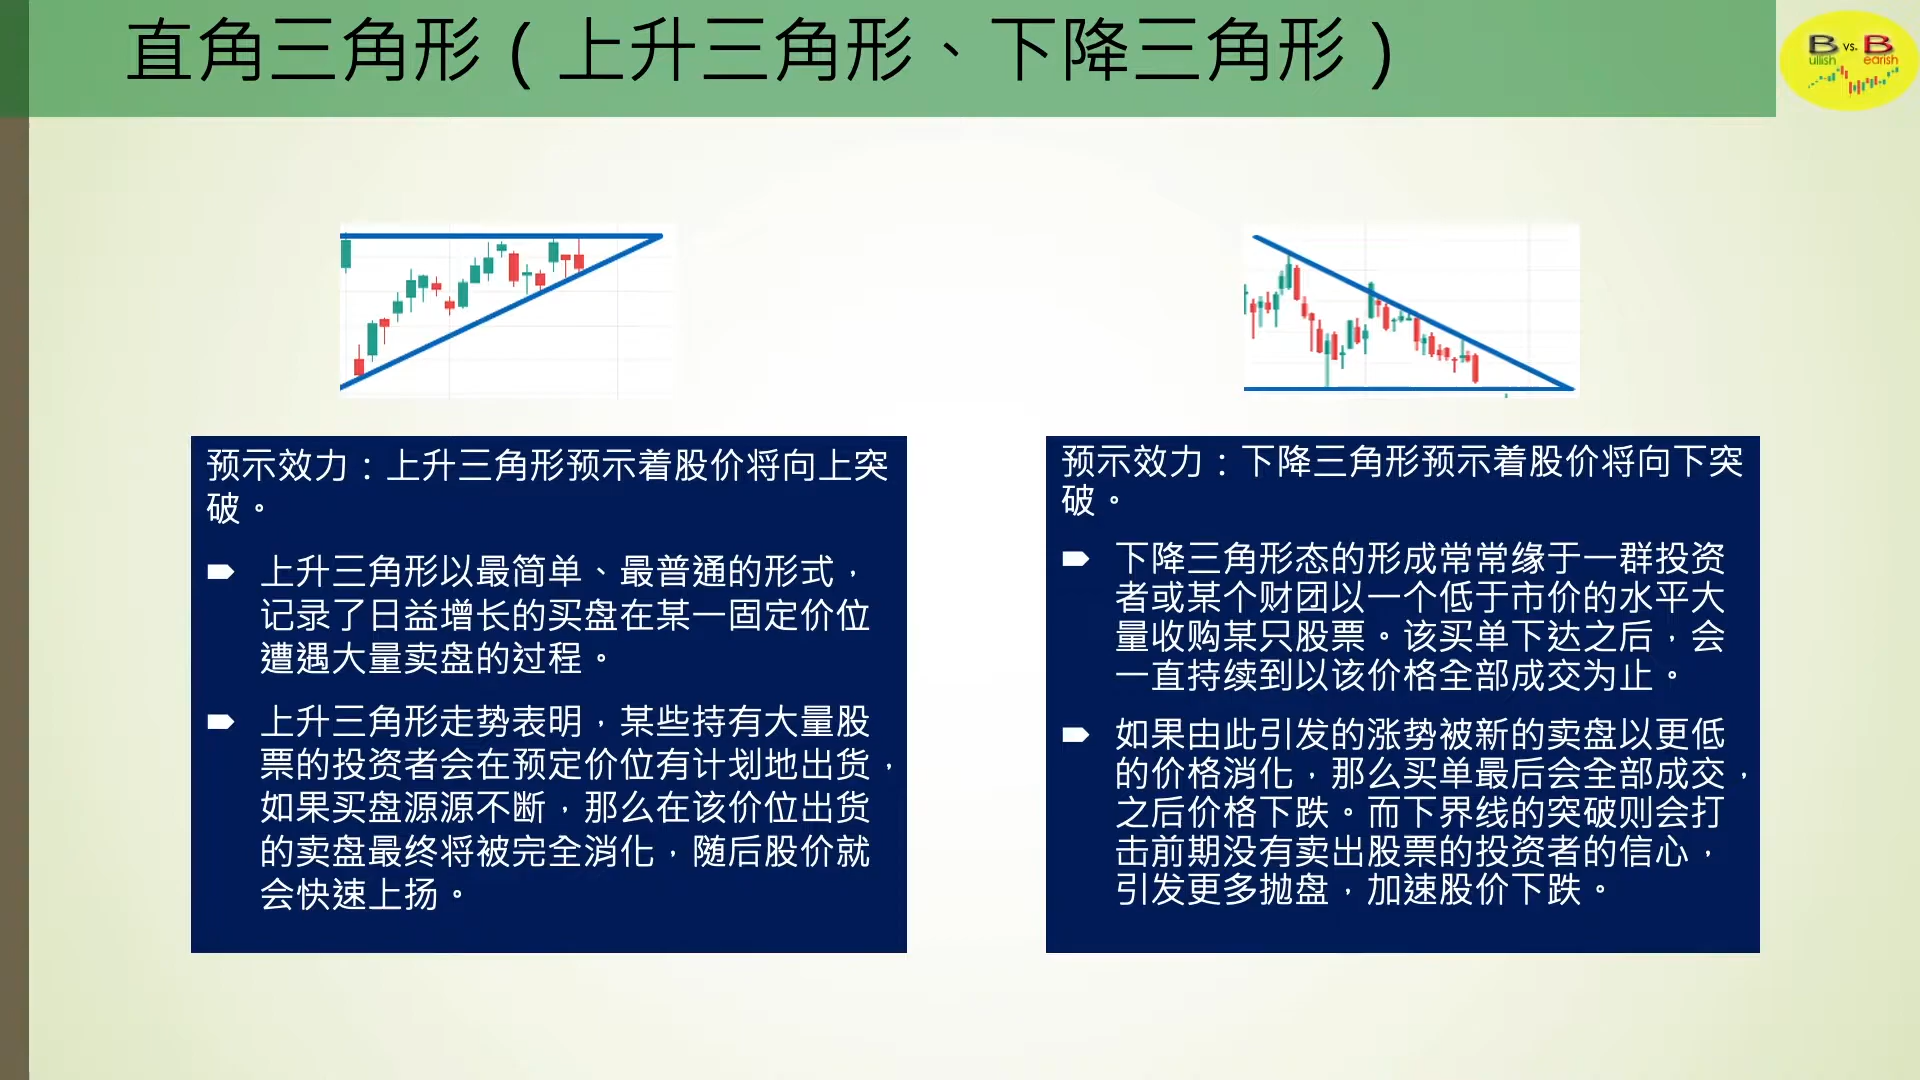 直角三角形（上升三角形、下降三角形）
B vs. B
ullish earish
预示效力：上升三角形预示着股价将向上突
破。
上升三角形以最简单、最普通的形式，
记录了日益增长的买盘在某一固定价位
遭遇大量卖盘的过程。
上升三角形走势表明，某些持有大量股
票的投资者会在预定价位有计划地出货，
如果买盘源源不断，那么在该价位出货
的卖盘最终将被完全消化，随后股价就
会快速上扬。
预示效力：下降三角形预示着股价将向下突
破。
下降三角形态的形成常常缘于一群投资
者或某个财团以一个低于市价的水平大
量收购某只股票。该买单下达之后，会
一直持续到以该价格全部成交为止。
如果由此引发的涨势被新的卖盘以更低
的价格消化，那么买单最后会全部成交，
之后价格下跌。而下界线的突破则会打
击前期没有卖出股票的投资者的信心，
引发更多抛盘，加速股价下跌。